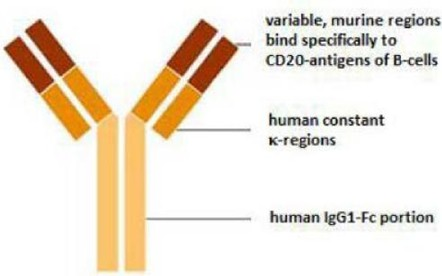 variable, murine regions
bind specifically to
CD20-antigens of B-cells
human constant
κ-regions
human IgG1-Fc portion